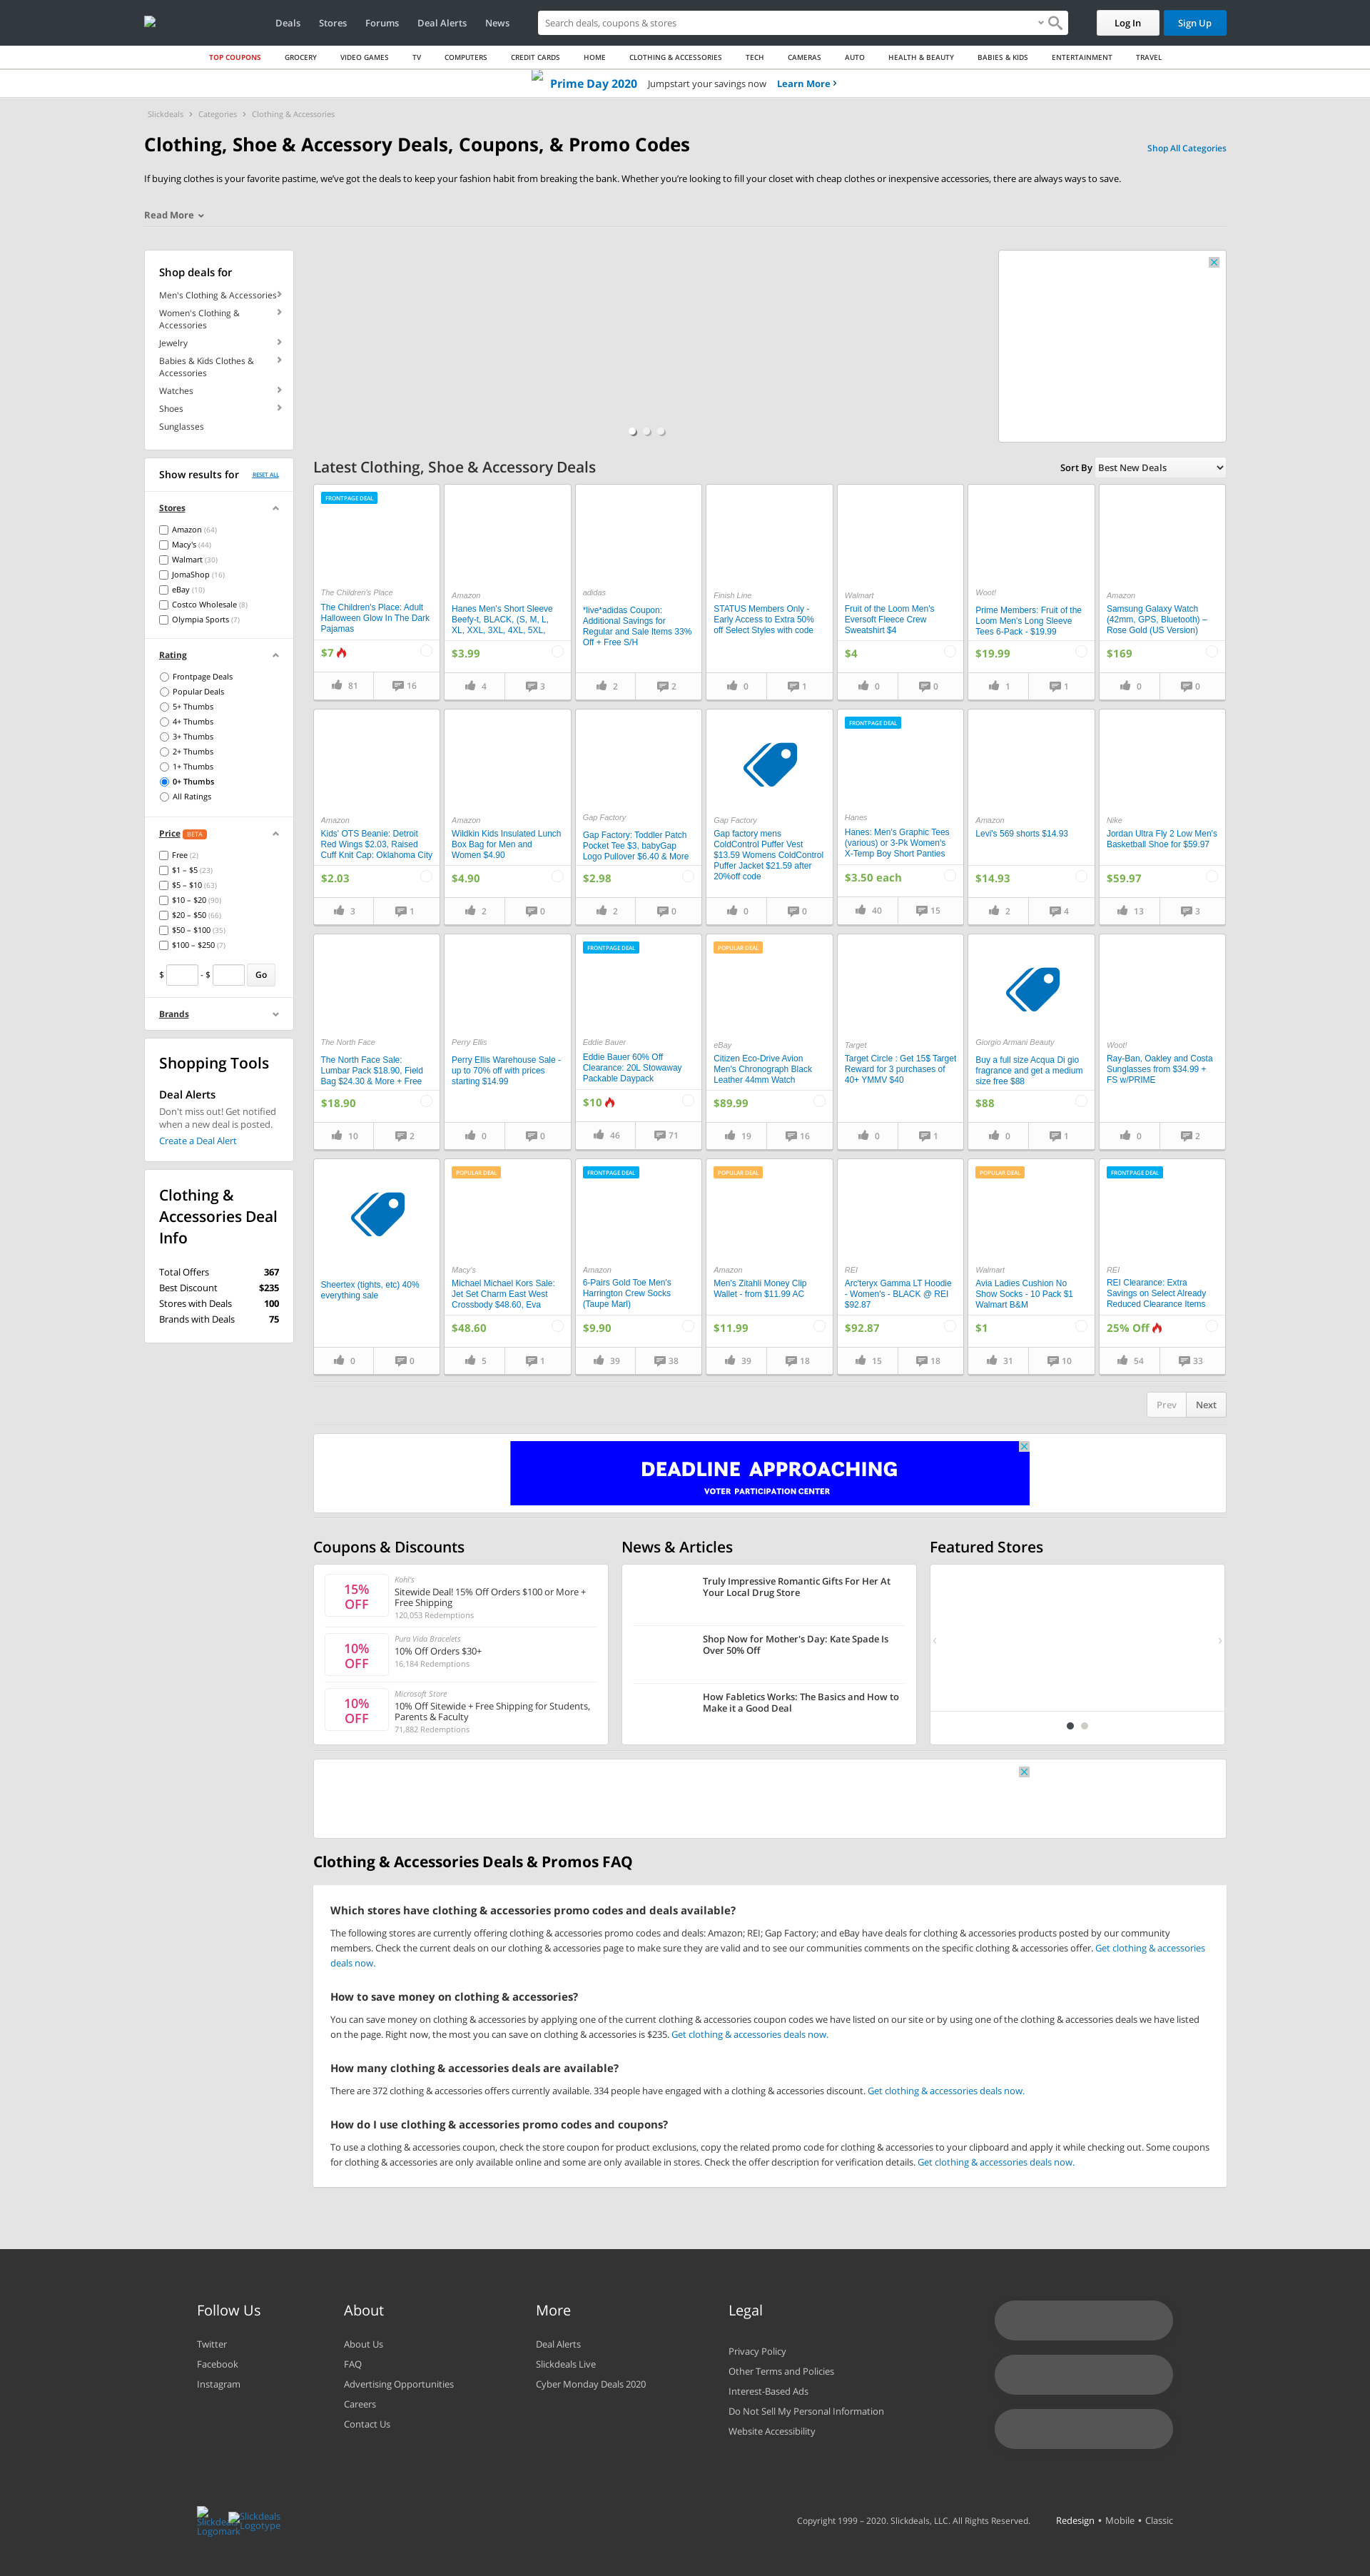 Deals Stores Forums Deal Alerts News
Search deals, coupons & stores
Log In Sign Up
TOP COUPONS GROCERY VIDEO GAMES TV COMPUTERS CREDIT CARDS HOME CLOTHING & ACCESSORIES TECH CAMERAS AUTO HEALTH & BEAUTY BABIES & KIDS ENTERTAINMENT TRAVEL
Prime Day 2020 Jumpstart your savings now Learn More ›
Slickdeals › Categories › Clothing & Accessories
Clothing, Shoe & Accessory Deals, Coupons, & Promo Codes
Shop All Categories
If buying clothes is your favorite pastime, we've got the deals to keep your fashion habit from breaking the bank. Whether you're looking to fill your closet with cheap clothes or inexpensive accessories, there are always ways to save.
Read More
Shop deals for
Men's Clothing & Accessories
Women's Clothing &
Accessories
Jewelry
Babies & Kids Clothes &
Accessories
Watches
Shoes
Sunglasses
Show results for RESET ALL
Stores
Amazon (64)
Macy's (44)
Walmart (30)
JomaShop (16)
eBay (10)
Costco Wholesale (8)
Olympia Sports (7)
Rating
Frontpage Deals
Popular Deals
5+ Thumbs
4+ Thumbs
3+ Thumbs
2+ Thumbs
1+ Thumbs
0+ Thumbs
All Ratings
Price BETA
Free (2)
$1 – $5 (23)
$5 – $10 (63)
$10 – $20 (90)
$20 – $50 (66)
$50 – $100 (35)
$100 – $250 (7)
$ - $ Go
Brands
Shopping Tools
Deal Alerts
Don't miss out! Get notified
when a new deal is posted.
Create a Deal Alert
Clothing &
Accessories Deal
Info
Total Offers 367
Best Discount $235
Stores with Deals 100
Brands with Deals 75
Latest Clothing, Shoe & Accessory Deals
Sort By Best New Deals
FRONTPAGE DEAL
The Children's Place
The Children's Place: Adult
Halloween Glow In The Dark
Pajamas
$7
81 16
Amazon
Hanes Men's Short Sleeve
Beefy-t, BLACK, (S, M, L,
XL, XXL, 3XL, 4XL, 5XL,
$3.99
4 3
adidas
*live*adidas Coupon:
Additional Savings for
Regular and Sale Items 33%
Off + Free S/H
2 2
Finish Line
STATUS Members Only -
Early Access to Extra 50%
off Select Styles with code
0 1
Walmart
Fruit of the Loom Men's
Eversoft Fleece Crew
Sweatshirt $4
$4
0 0
Woot!
Prime Members: Fruit of the
Loom Men's Long Sleeve
Tees 6-Pack - $19.99
$19.99
1 1
Amazon
Samsung Galaxy Watch
(42mm, GPS, Bluetooth) –
Rose Gold (US Version)
$169
0 0
Amazon
Kids' OTS Beanie: Detroit
Red Wings $2.03, Raised
Cuff Knit Cap: Oklahoma City
$2.03
3 1
Amazon
Wildkin Kids Insulated Lunch
Box Bag for Men and
Women $4.90
$4.90
2 0
Gap Factory
Gap Factory: Toddler Patch
Pocket Tee $3, babyGap
Logo Pullover $6.40 & More
$2.98
2 0
Gap Factory
Gap factory mens
ColdControl Puffer Vest
$13.59 Womens ColdControl
Puffer Jacket $21.59 after
20%off code
0 0
FRONTPAGE DEAL
Hanes
Hanes: Men's Graphic Tees
(various) or 3-Pk Women's
X-Temp Boy Short Panties
$3.50 each
40 15
Amazon
Levi's 569 shorts $14.93
$14.93
2 4
Nike
Jordan Ultra Fly 2 Low Men's
Basketball Shoe for $59.97
$59.97
13 3
The North Face
The North Face Sale:
Lumbar Pack $18.90, Field
Bag $24.30 & More + Free
$18.90
10 2
Perry Ellis
Perry Ellis Warehouse Sale -
up to 70% off with prices
starting $14.99
0 0
FRONTPAGE DEAL
Eddie Bauer
Eddie Bauer 60% Off
Clearance: 20L Stowaway
Packable Daypack
$10
46 71
POPULAR DEAL
eBay
Citizen Eco-Drive Avion
Men's Chronograph Black
Leather 44mm Watch
$89.99
19 16
Target
Target Circle : Get 15$ Target
Reward for 3 purchases of
40+ YMMV $40
0 1
Giorgio Armani Beauty
Buy a full size Acqua Di gio
fragrance and get a medium
size free $88
$88
0 1
Woot!
Ray-Ban, Oakley and Costa
Sunglasses from $34.99 +
FS w/PRIME
0 2
Sheertex (tights, etc) 40%
everything sale
0 0
POPULAR DEAL
Macy's
Michael Michael Kors Sale:
Jet Set Charm East West
Crossbody $48.60, Eva
$48.60
5 1
FRONTPAGE DEAL
Amazon
6-Pairs Gold Toe Men's
Harrington Crew Socks
(Taupe Marl)
$9.90
39 38
POPULAR DEAL
Amazon
Men's Zitahli Money Clip
Wallet - from $11.99 AC
$11.99
39 18
REI
Arc'teryx Gamma LT Hoodie
- Women's - BLACK @ REI
$92.87
$92.87
15 18
POPULAR DEAL
Walmart
Avia Ladies Cushion No
Show Socks - 10 Pack $1
Walmart B&M
$1
31 10
FRONTPAGE DEAL
REI
REI Clearance: Extra
Savings on Select Already
Reduced Clearance Items
25% Off
54 33
Prev Next
DEADLINE APPROACHING
VOTER PARTICIPATION CENTER
Coupons & Discounts
15%
OFF
Kohl's
Sitewide Deal! 15% Off Orders $100 or More +
Free Shipping
120,053 Redemptions
10%
OFF
Pura Vida Bracelets
10% Off Orders $30+
16,184 Redemptions
10%
OFF
Microsoft Store
10% Off Sitewide + Free Shipping for Students,
Parents & Faculty
71,882 Redemptions
News & Articles
Truly Impressive Romantic Gifts For Her At
Your Local Drug Store
Shop Now for Mother's Day: Kate Spade Is
Over 50% Off
How Fabletics Works: The Basics and How to
Make it a Good Deal
Featured Stores
Clothing & Accessories Deals & Promos FAQ
Which stores have clothing & accessories promo codes and deals available?
The following stores are currently offering clothing & accessories promo codes and deals: Amazon; REI; Gap Factory; and eBay have deals for clothing & accessories products posted by our community
members. Check the current deals on our clothing & accessories page to make sure they are valid and to see our communities comments on the specific clothing & accessories offer. Get clothing & accessories
deals now.
How to save money on clothing & accessories?
You can save money on clothing & accessories by applying one of the current clothing & accessories coupon codes we have listed on our site or by using one of the clothing & accessories deals we have listed
on the page. Right now, the most you can save on clothing & accessories is $235. Get clothing & accessories deals now.
How many clothing & accessories deals are available?
There are 372 clothing & accessories offers currently available. 334 people have engaged with a clothing & accessories discount. Get clothing & accessories deals now.
How do I use clothing & accessories promo codes and coupons?
To use a clothing & accessories coupon, check the store coupon for product exclusions, copy the related promo code for clothing & accessories to your clipboard and apply it while checking out. Some coupons
for clothing & accessories are only available online and some are only available in stores. Check the offer description for verification details. Get clothing & accessories deals now.
Follow Us
Twitter
Facebook
Instagram
About
About Us
FAQ
Advertising Opportunities
Careers
Contact Us
More
Deal Alerts
Slickdeals Live
Cyber Monday Deals 2020
Legal
Privacy Policy
Other Terms and Policies
Interest-Based Ads
Do Not Sell My Personal Information
Website Accessibility
Slickdeals
Logomark
Slickdeals
Logotype
Copyright 1999 – 2020. Slickdeals, LLC. All Rights Reserved.
Redesign • Mobile • Classic